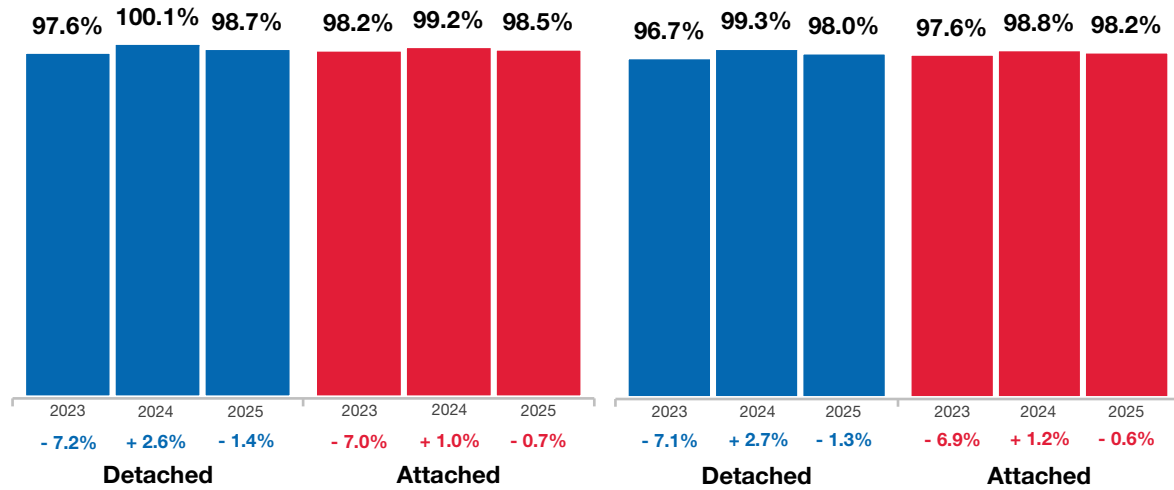 97.6% 100.1% 98.7% 98.2% 99.2% 98.5%
2023 2024 2025 2023 2024 2025
- 7.2% + 2.6% - 1.4% - 7.0% + 1.0% - 0.7%
Detached Attached
96.7% 99.3% 98.0% 97.6% 98.8% 98.2%
2023 2024 2025 2023 2024 2025
- 7.1% + 2.7% - 1.3% - 6.9% + 1.2% - 0.6%
Detached Attached